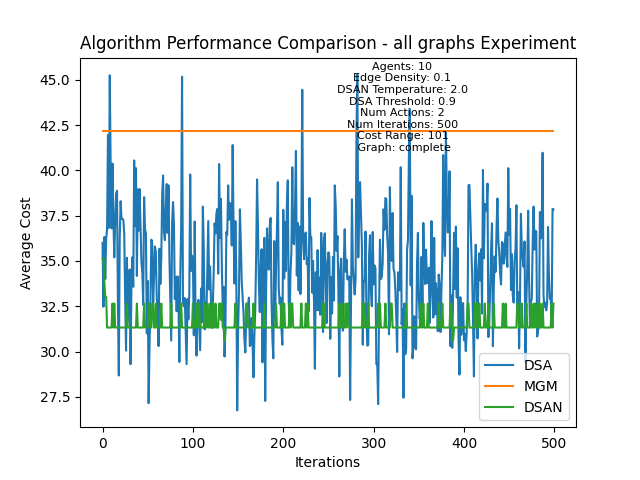 Algorithm Performance Comparison - all graphs Experiment
Agents: 10
Edge Density: 0.1
DSAN Temperature: 2.0
DSA Threshold: 0.9
Num Actions: 2
Num Iterations: 500
Cost Range: 101
Graph: complete
Average Cost
45.0
42.5
40.0
37.5
35.0
32.5
30.0
27.5
DSA
MGM
DSAN
0 100 200 300 400 500
Iterations